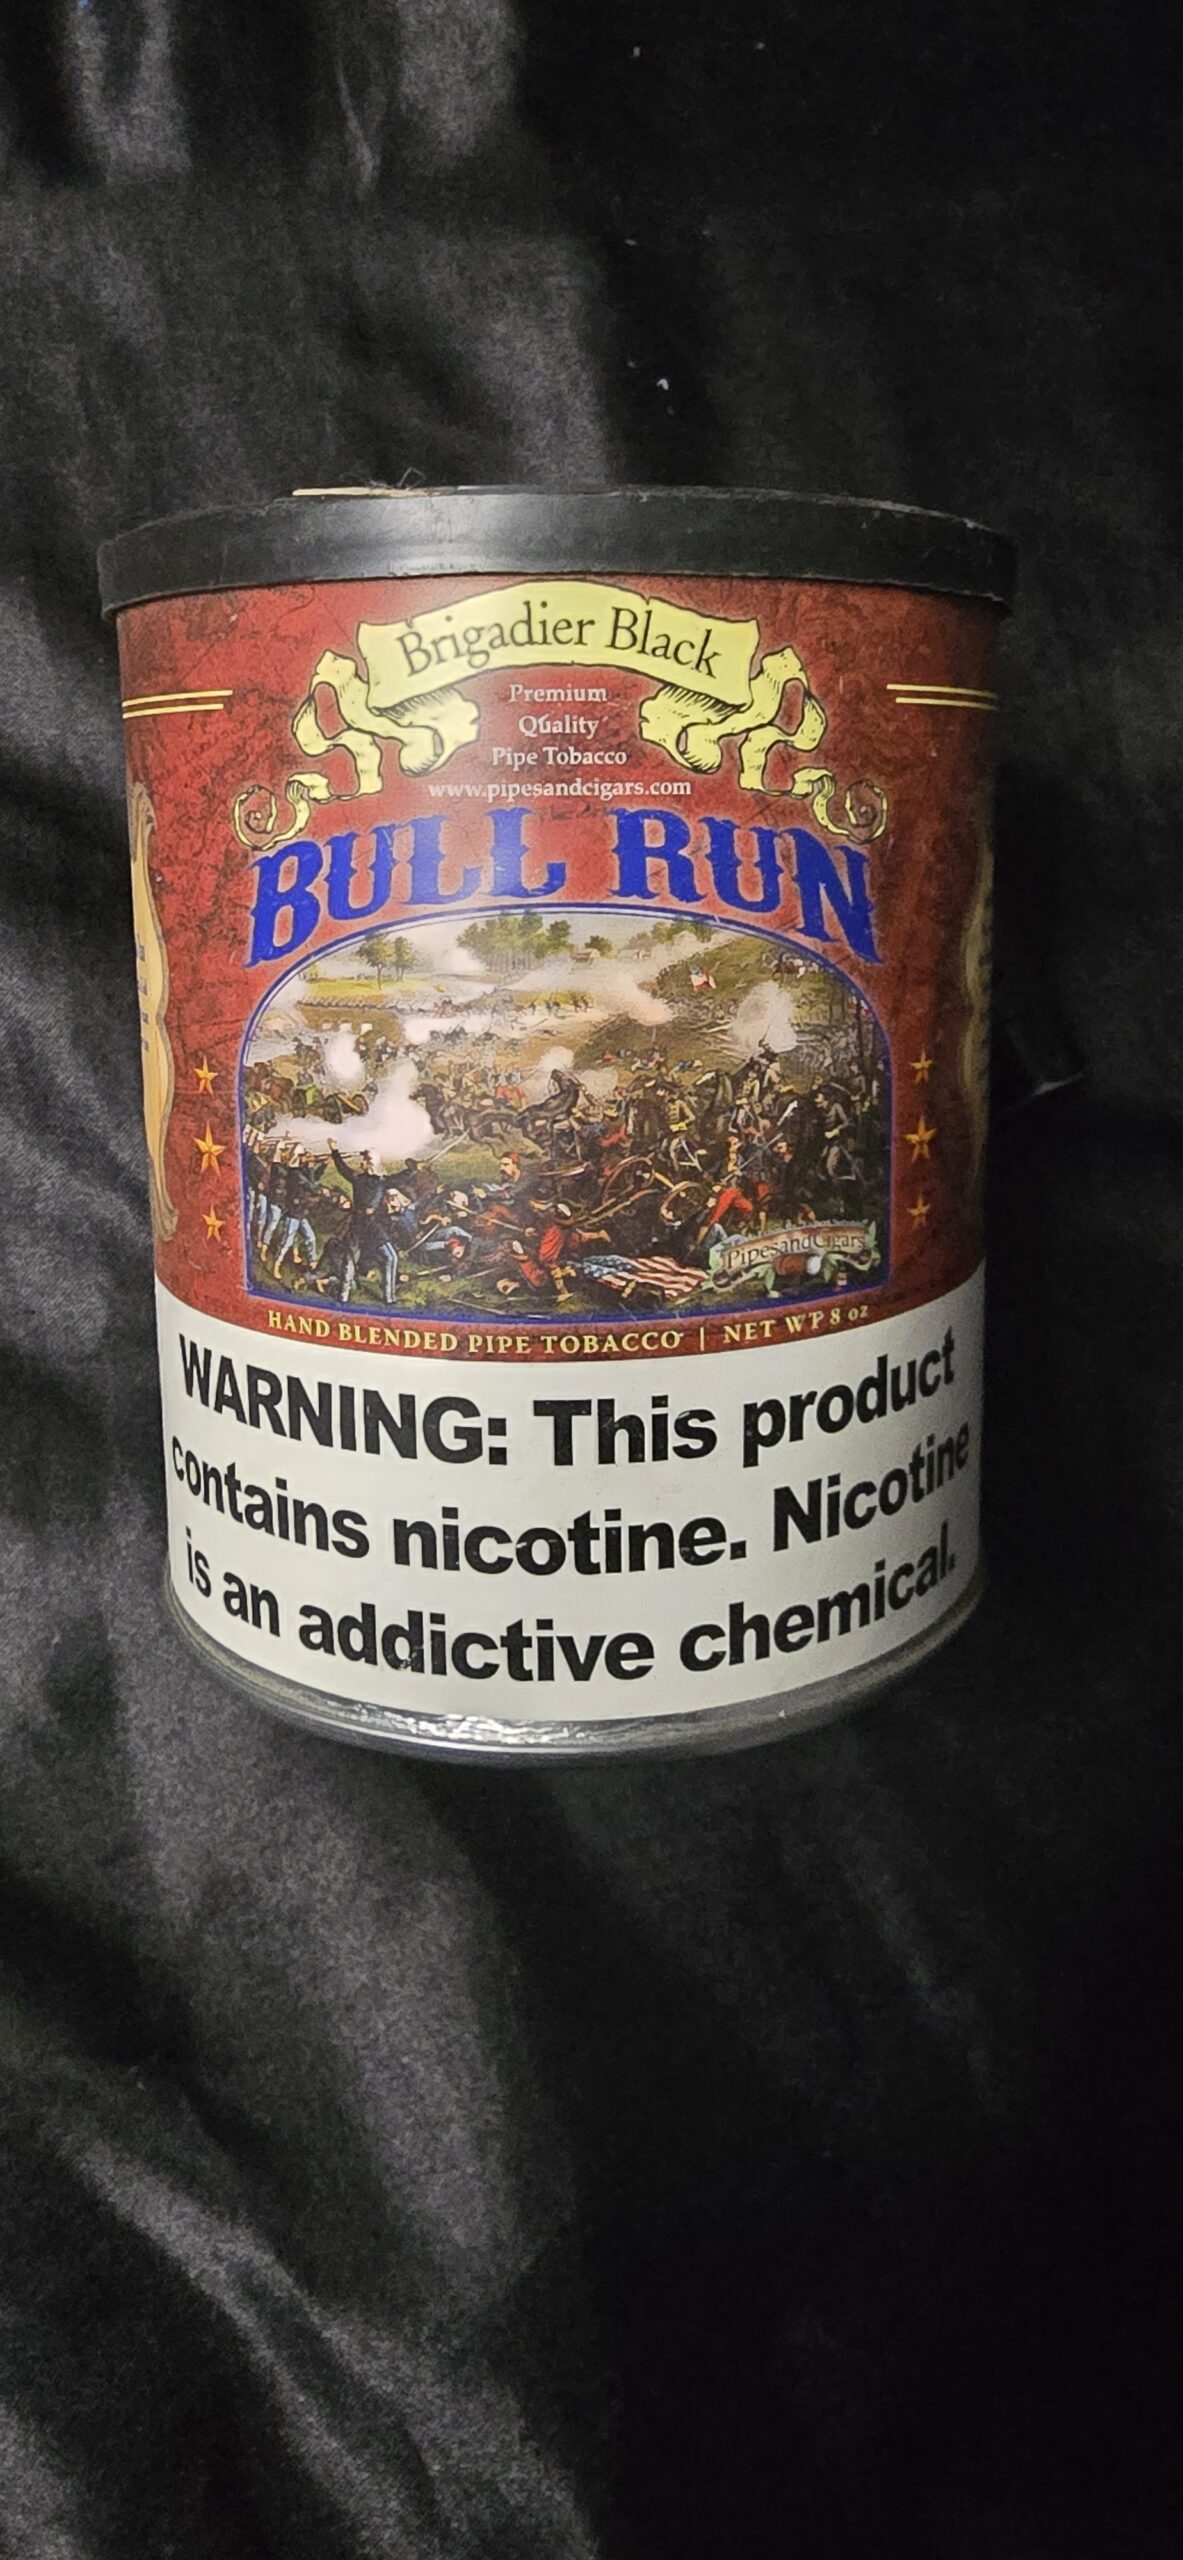 Brigadier Black
Premium
Quality
Pipe Tobacco
www.pipesandcigars.com
BULL RUN
PipesandCigars
HAND BLENDED PIPE TOBACCO | NET WT 8 oz
WARNING: This product
contains nicotine. Nicotine
is an addictive chemical.